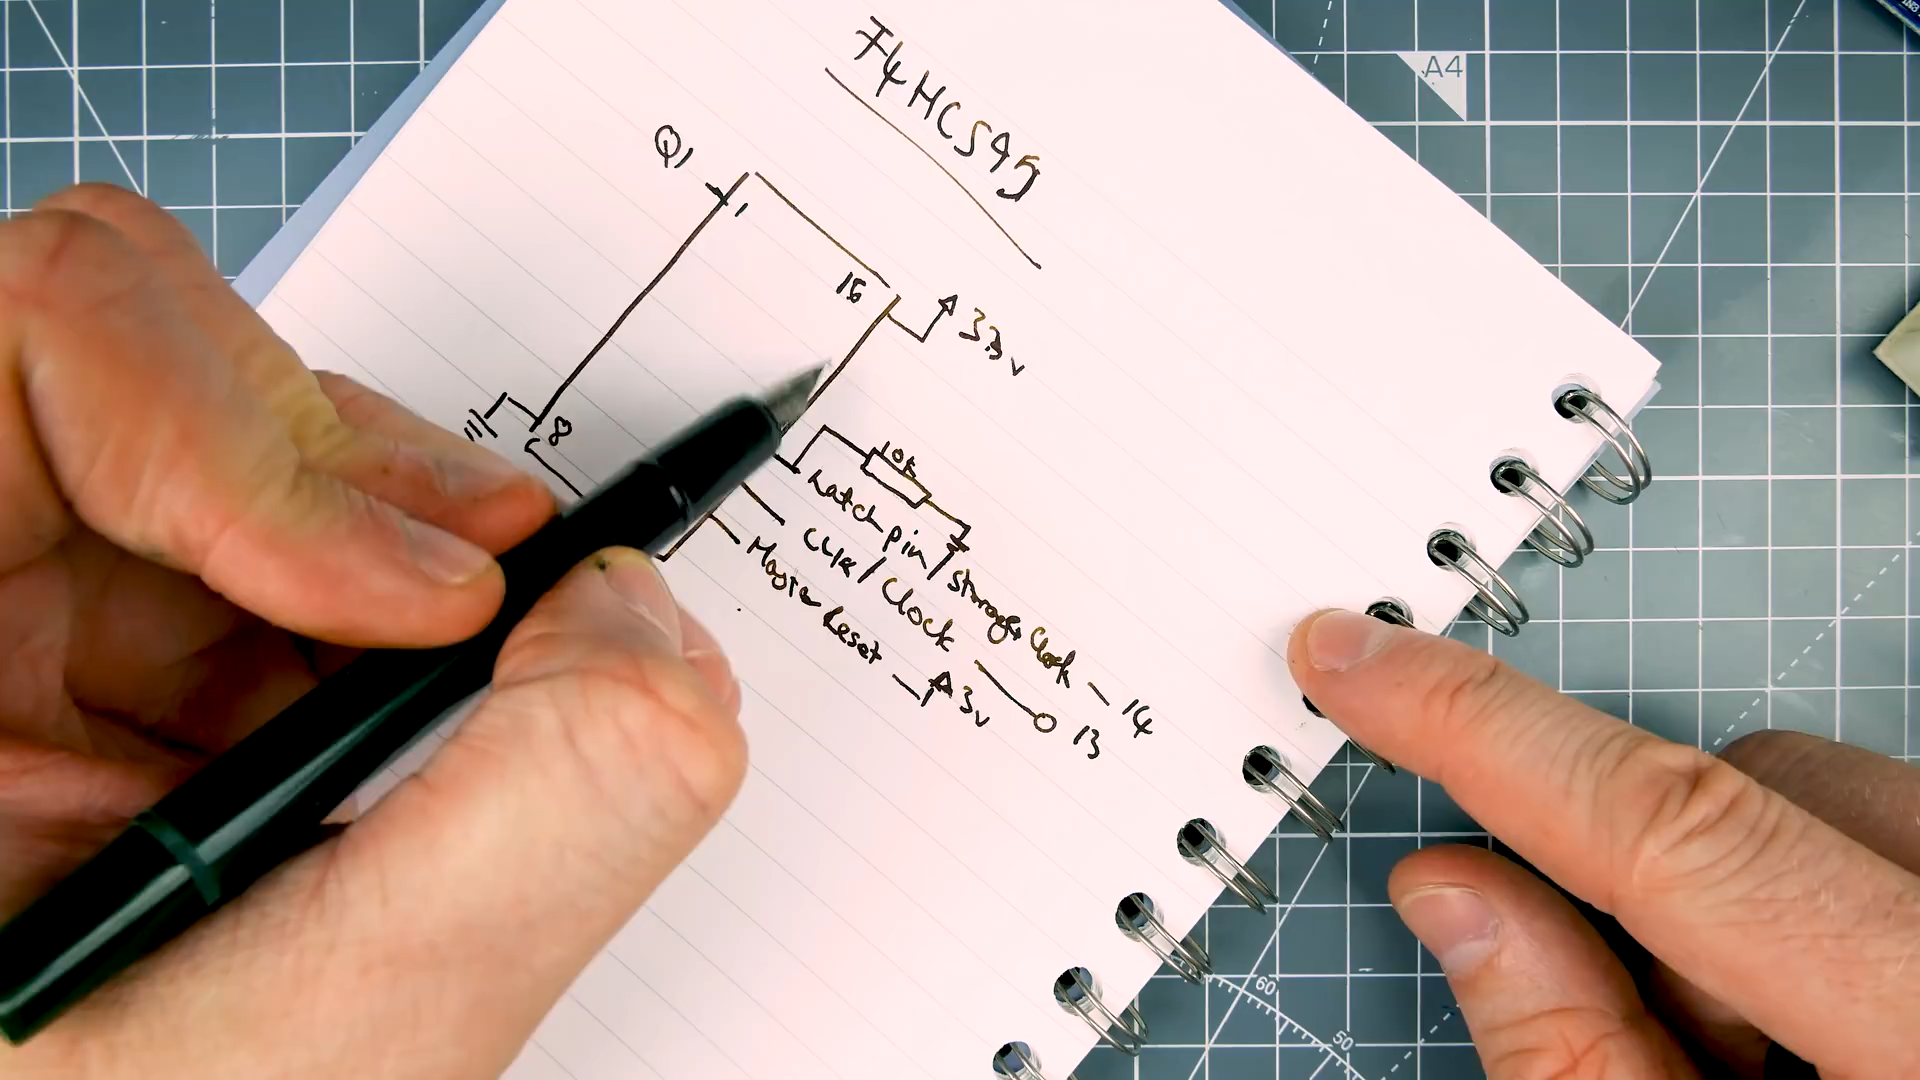 74HC595
Q1
1
16
3.3v
8
10k
Latch pin / storage Clock - 14
CLK / Clock
13
Master Reset
3v
A4
60
50